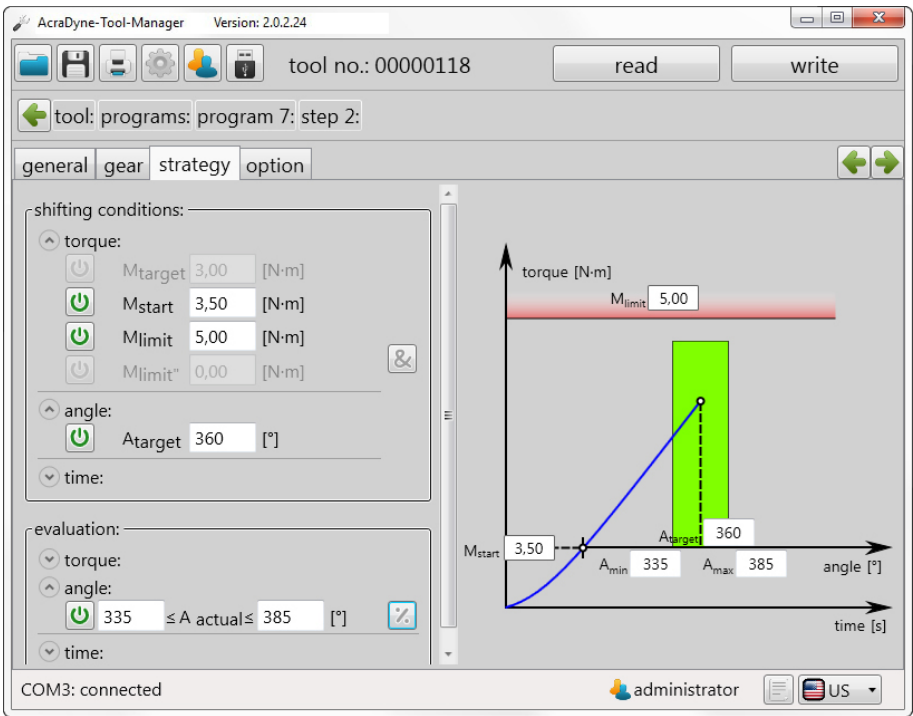 AcraDyne-Tool-Manager Version: 2.0.2.24
tool no.: 00000118 read write
tool: programs: program 7: step 2:
general gear strategy option
shifting conditions:
torque:
Mtarget 3,00 [N·m]
Mstart 3,50 [N·m]
Mlimit 5,00 [N·m]
Mlimit" 0,00 [N·m]
&
angle:
Atarget 360 [°]
time:
evaluation:
torque:
angle:
335 ≤ A actual ≤ 385 [°] %
time:
torque [N·m]
Mlimit 5,00
Atarget 360
Mstart 3,50
Amin 335 Amax 385 angle [°]
time [s]
COM3: connected administrator US